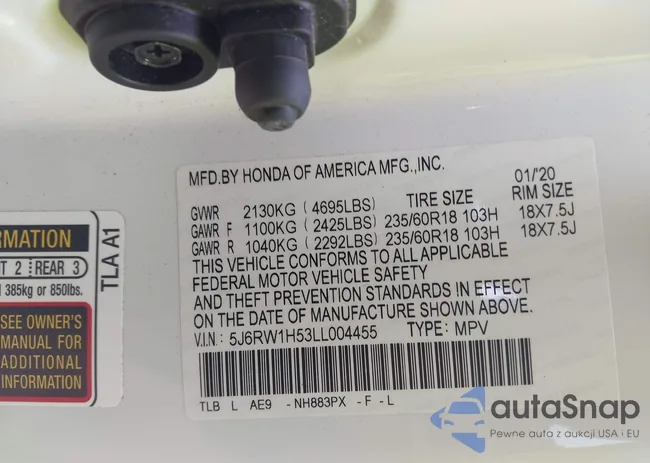 MFD.BY HONDA OF AMERICA MFG.,INC.
01/'20
TIRE SIZE RIM SIZE
GVWR 2130KG (4695LBS)
GAWR F 1100KG (2425LBS) 235/60R18 103H 18X7.5J
GAWR R 1040KG (2292LBS) 235/60R18 103H 18X7.5J
THIS VEHICLE CONFORMS TO ALL APPLICABLE
FEDERAL MOTOR VEHICLE SAFETY
AND THEFT PREVENTION STANDARDS IN EFFECT
ON THE DATE OF MANUFACTURE SHOWN ABOVE.
V.I.N.: 5J6RW1H53LL004455 TYPE: MPV
TLB L AE9 -NH883PX -F -L
RMATION
2 REAR 3
385kg or 850lbs.
SEE OWNER'S
MANUAL FOR
ADDITIONAL
INFORMATION
TLA A1
autaSnap
Pewne auta z aukcji USA i EU